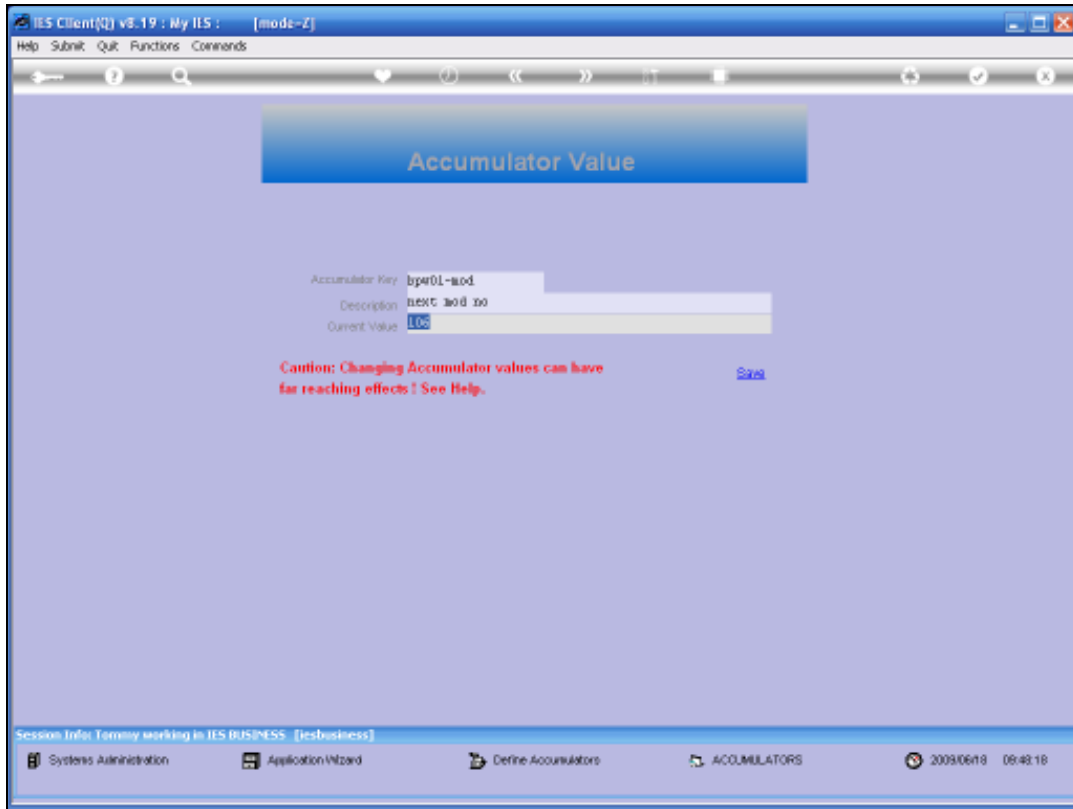 IES Client(Q) v8.19 : My IES : [mode-Z]
Help Submit Quit Functions Commands
Accumulator Value
Accumulator Key bpw01-mod
Description next mod no
Current Value 106
Caution: Changing Accumulator values can have
far reaching effects ! See Help.
Save
Session Info: Tommy working in IES BUSINESS [iesbusiness]
Systems Administration Application Wizard Define Accumulators ACCUMULATORS 2009/06/18 09:48:18